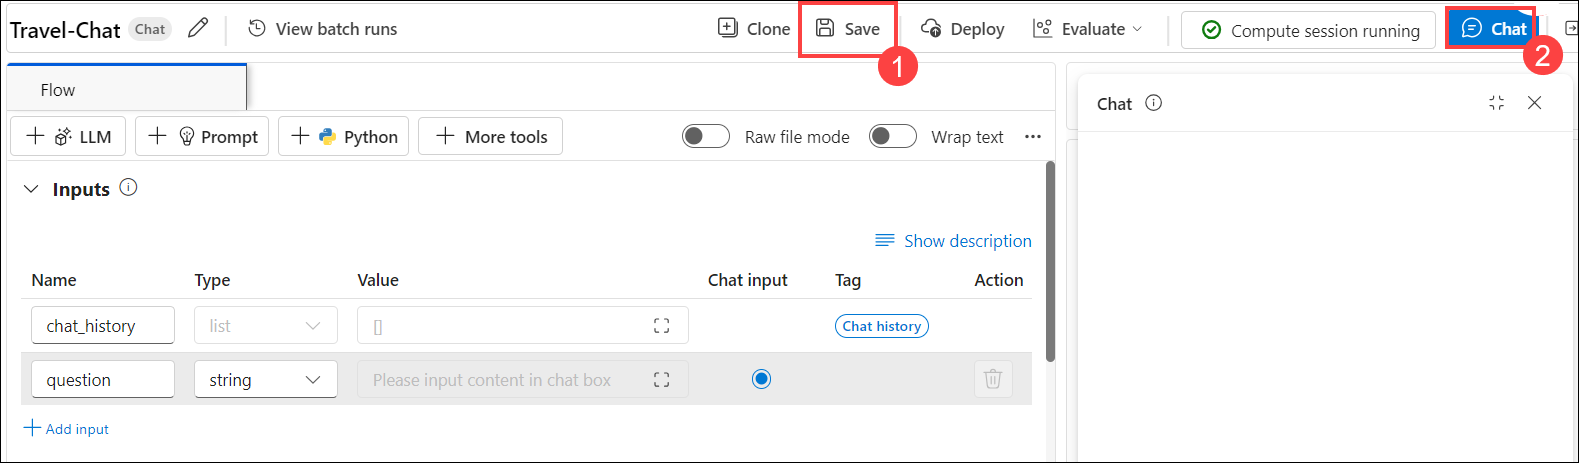 Travel-Chat Chat View batch runs Clone Save Deploy Evaluate Compute session running Chat
1 2
Flow
Chat
LLM Prompt Python More tools Raw file mode Wrap text
Inputs
Show description
Name Type Value Chat input Tag Action
chat_history list [] Chat history
question string Please input content in chat box
Add input